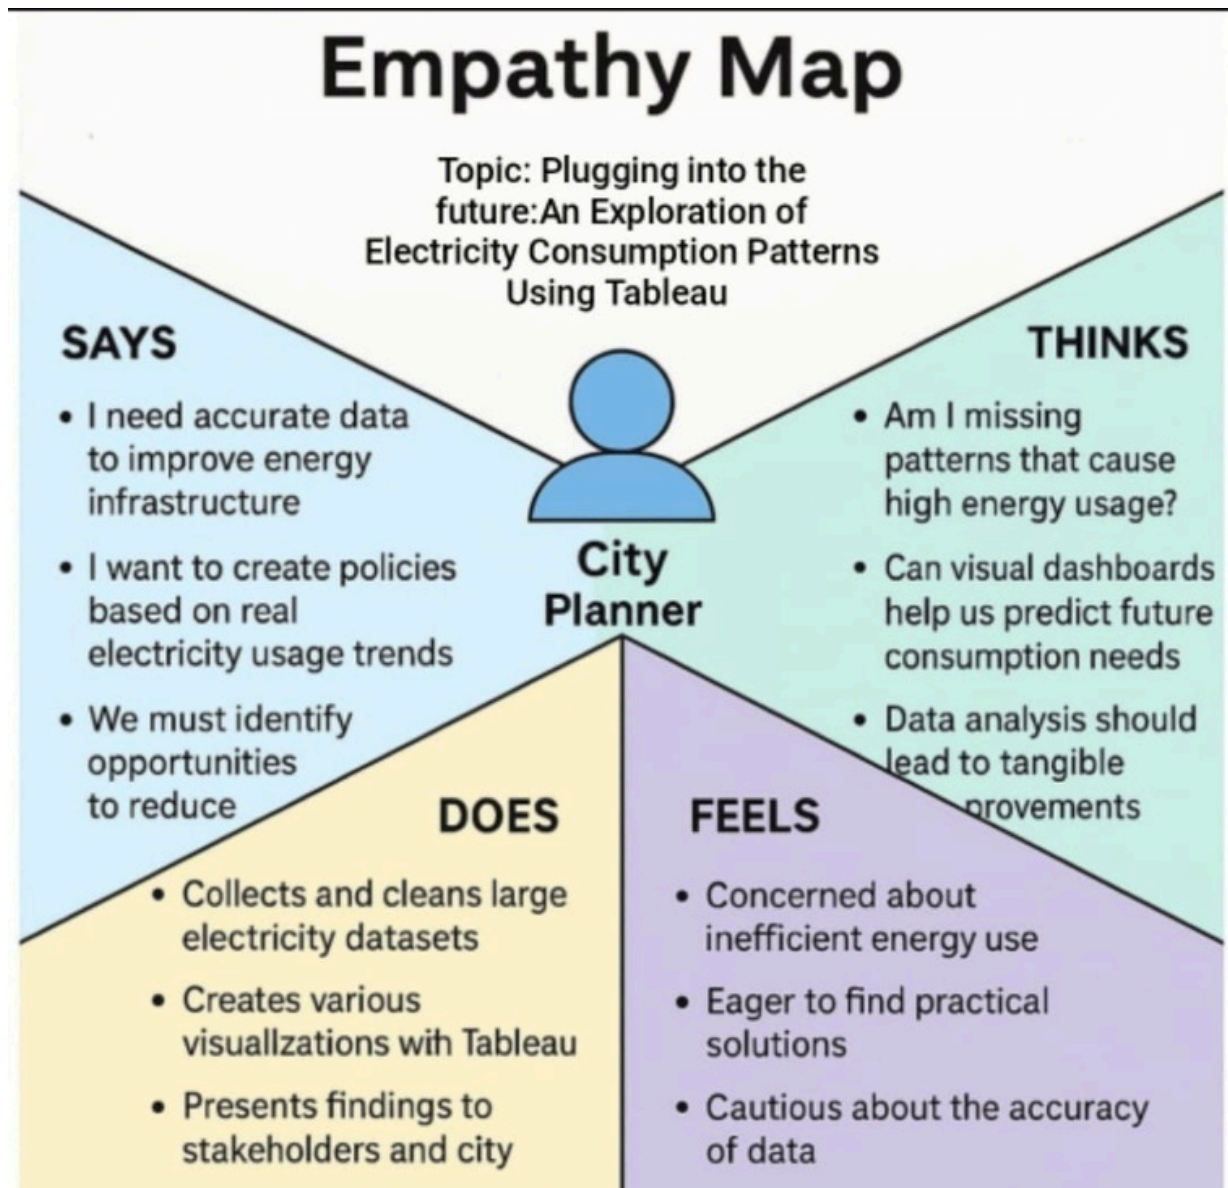 Empathy Map
Topic: Plugging into the
future:An Exploration of
Electricity Consumption Patterns
Using Tableau
SAYS
• I need accurate data
to improve energy
infrastructure
• I want to create policies
based on real
electricity usage trends
• We must identify
opportunities
to reduce
City
Planner
THINKS
• Am I missing
patterns that cause
high energy usage?
• Can visual dashboards
help us predict future
consumption needs
• Data analysis should
lead to tangible
provements
DOES
• Collects and cleans large
electricity datasets
• Creates various
visuallzations wih Tableau
• Presents findings to
stakeholders and city
FEELS
• Concerned about
inefficient energy use
• Eager to find practical
solutions
• Cautious about the accuracy
of data